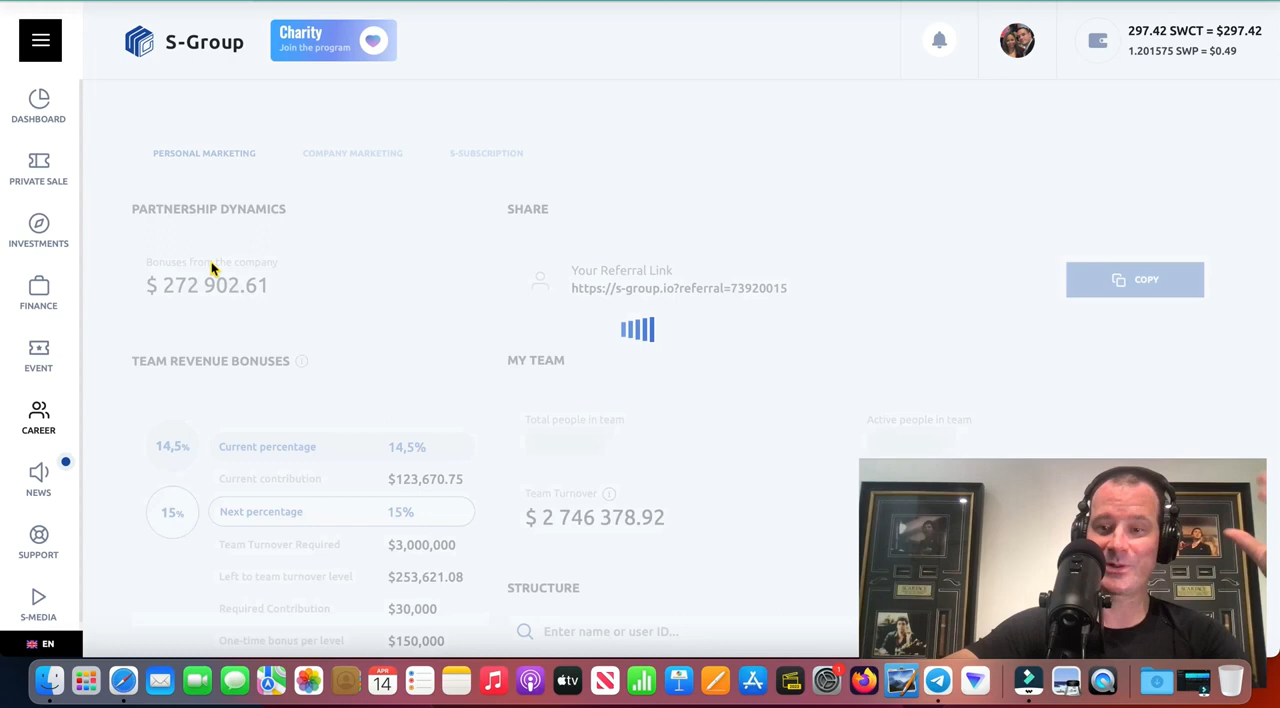 S-Group
Charity
Join the program
297.42 SWCT = $297.42
1.201575 SWP = $0.49
DASHBOARD
PRIVATE SALE
INVESTMENTS
FINANCE
EVENT
CAREER
NEWS
SUPPORT
S-MEDIA
EN
PERSONAL MARKETING
COMPANY MARKETING
S-SUBSCRIPTION
PARTNERSHIP DYNAMICS
Bonuses from the company
$ 272 902.61
SHARE
Your Referral Link
https://s-group.io?referral=73920015
COPY
TEAM REVENUE BONUSES
14,5%
Current percentage 14,5%
Current contribution $123,670.75
15%
Next percentage 15%
Team Turnover Required $3,000,000
Left to team turnover level $253,621.08
Required Contribution $30,000
One-time bonus per level $150,000
MY TEAM
Total people in team
Active people in team
Team Turnover
$ 2 746 378.92
STRUCTURE
Enter name or user ID...
APR
14
tv
1